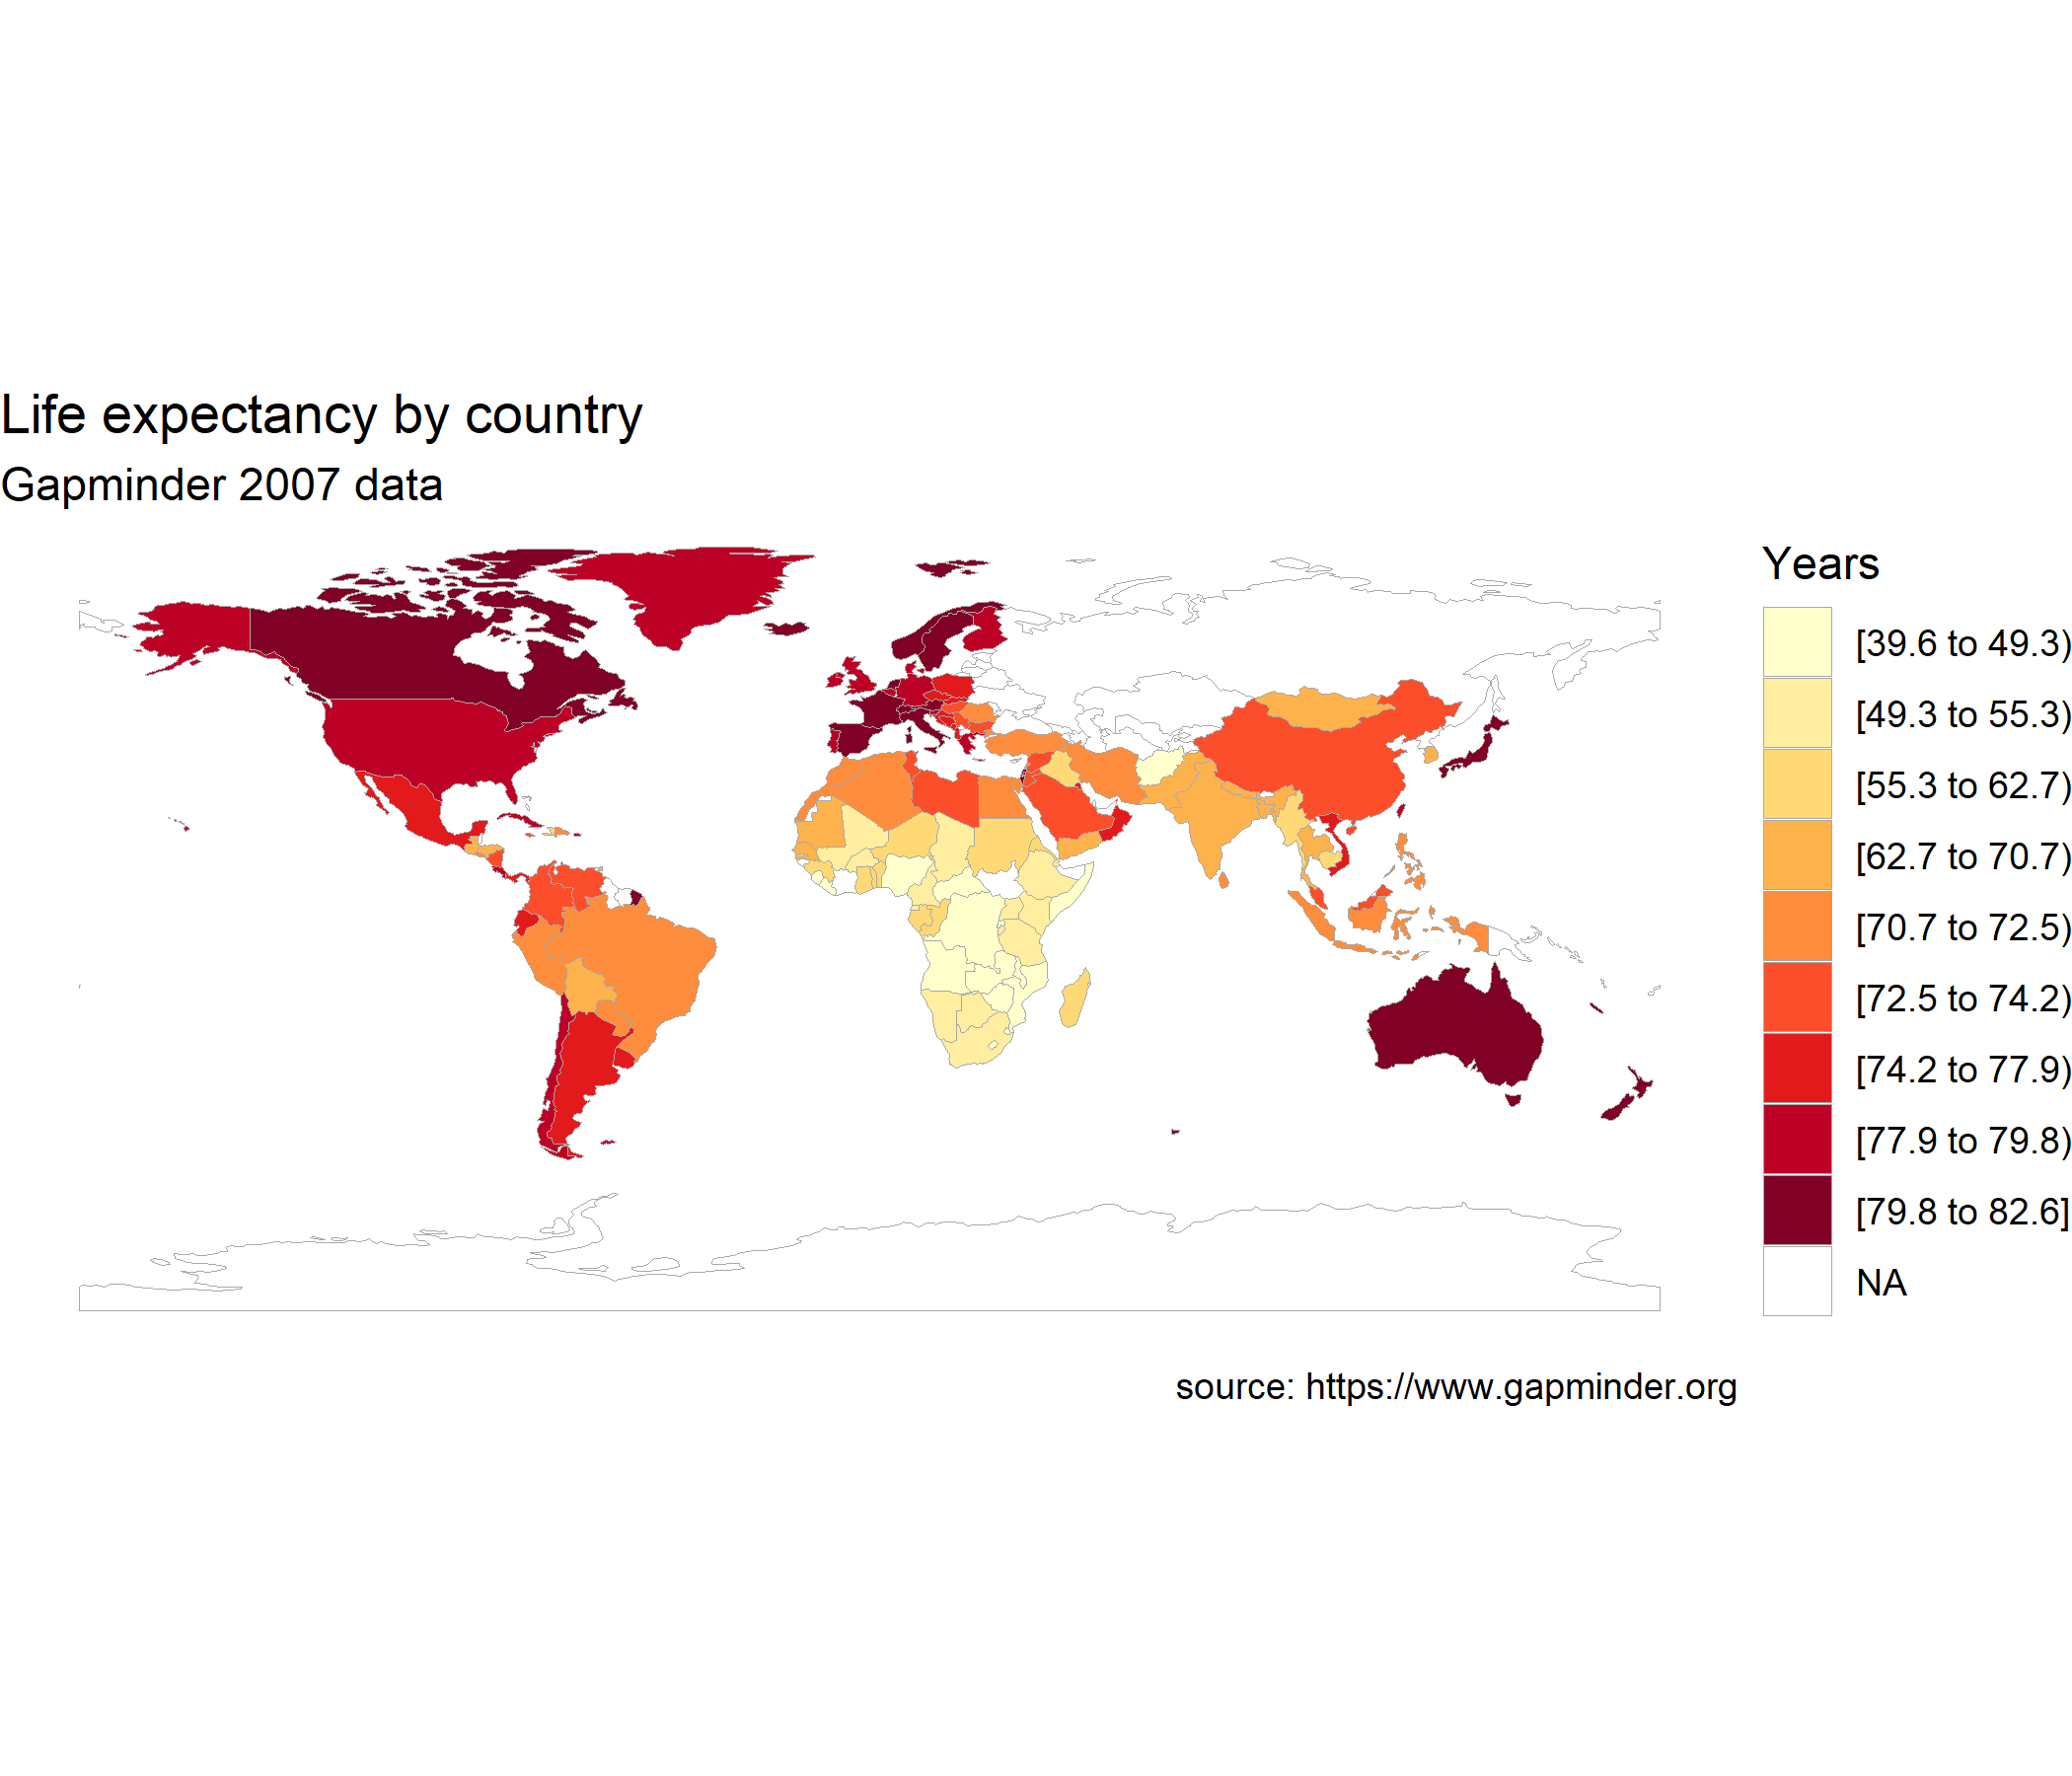 Life expectancy by country
Gapminder 2007 data
Years
[39.6 to 49.3)
[49.3 to 55.3)
[55.3 to 62.7)
[62.7 to 70.7)
[70.7 to 72.5)
[72.5 to 74.2)
[74.2 to 77.9)
[77.9 to 79.8)
[79.8 to 82.6]
NA
source: https://www.gapminder.org